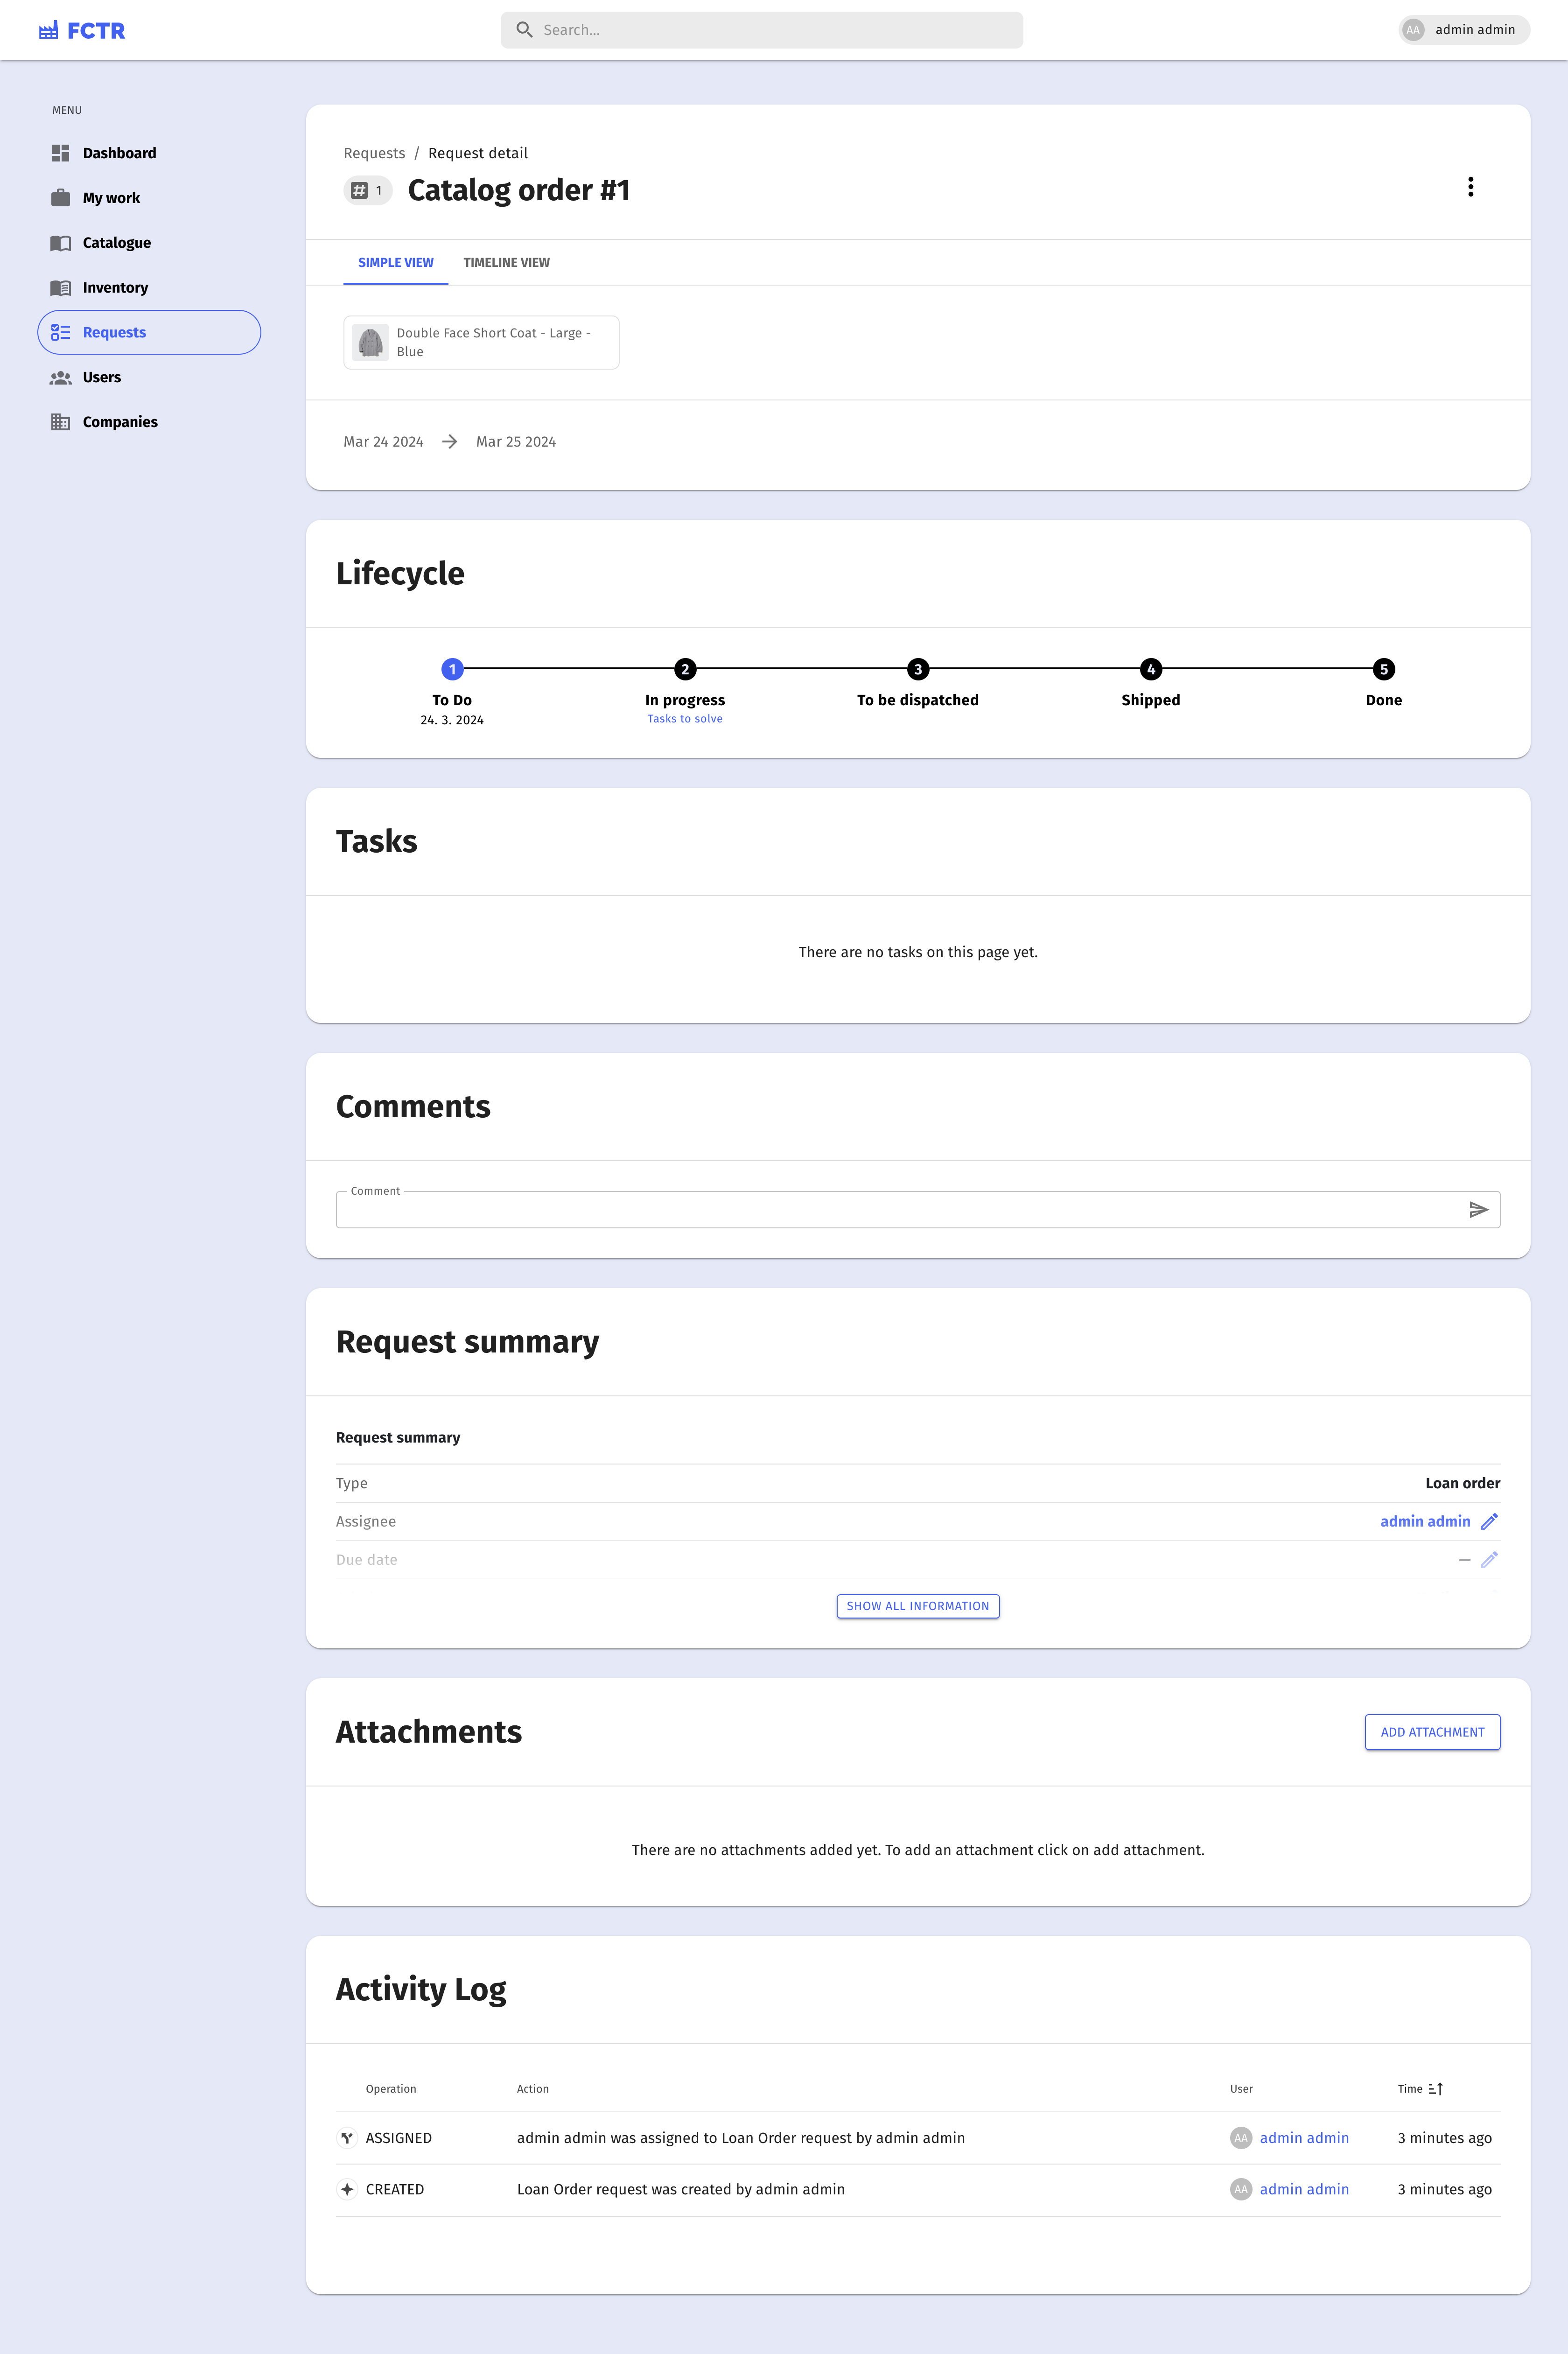 FCTR
Search...
AA admin admin
MENU
Dashboard
My work
Catalogue
Inventory
Requests
Users
Companies
Requests / Request detail
# 1 Catalog order #1
SIMPLE VIEW TIMELINE VIEW
Double Face Short Coat - Large -
Blue
Mar 24 2024 → Mar 25 2024
Lifecycle
1 2 3 4 5
To Do In progress To be dispatched Shipped Done
24. 3. 2024 Tasks to solve
Tasks
There are no tasks on this page yet.
Comments
Comment
Request summary
Request summary
Type Loan order
Assignee admin admin
Due date —
SHOW ALL INFORMATION
Attachments
ADD ATTACHMENT
There are no attachments added yet. To add an attachment click on add attachment.
Activity Log
Operation Action User Time
ASSIGNED admin admin was assigned to Loan Order request by admin admin AA admin admin 3 minutes ago
CREATED Loan Order request was created by admin admin AA admin admin 3 minutes ago